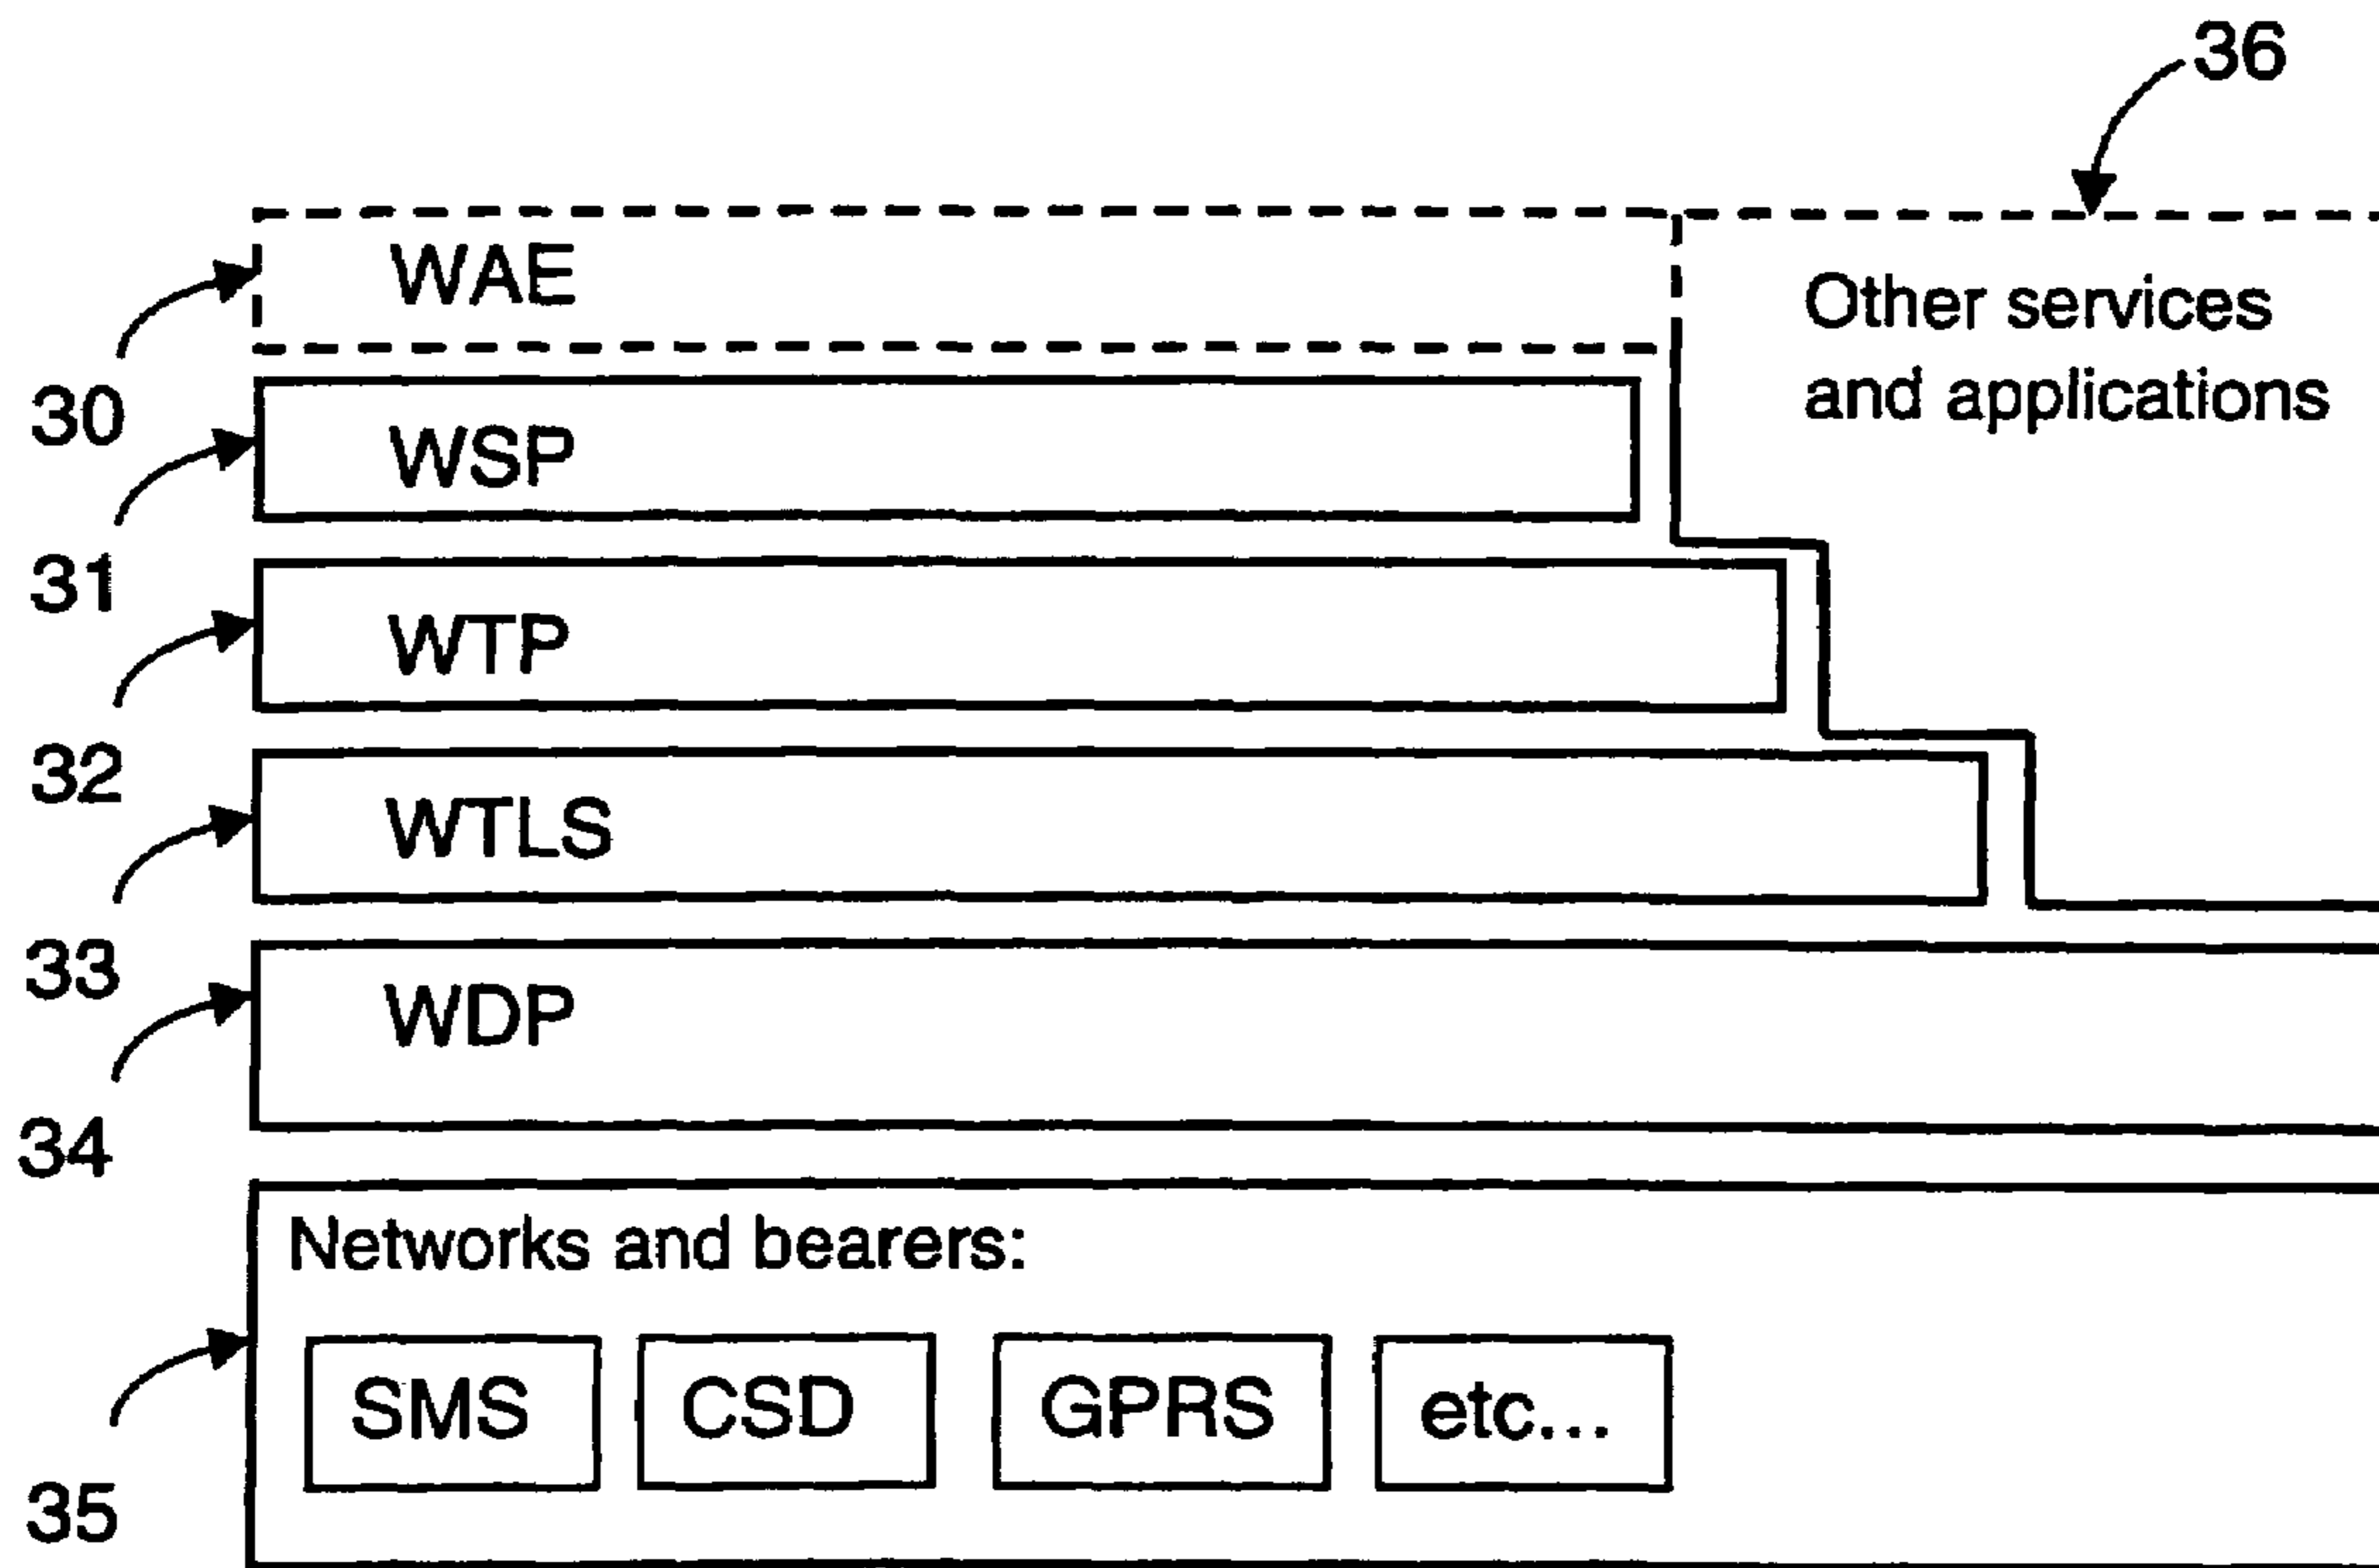 36
WAE
Other services
and applications
30
WSP
31
WTP
32
WTLS
33
WDP
34
Networks and bearers:
SMS CSD GPRS etc...
35